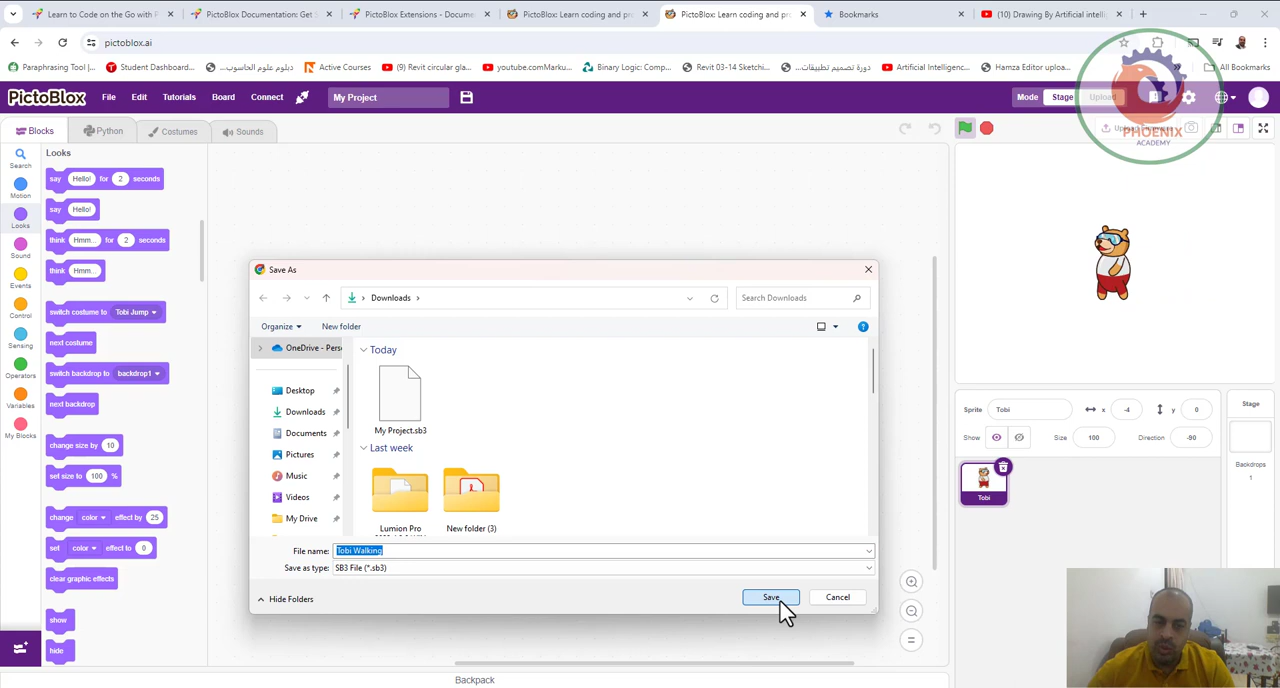 Learn to Code on the Go with F
PictoBlox Documentation: Get S
PictoBlox Extensions - Docume
PictoBlox: Learn coding and pr
PictoBlox: Learn coding and pro
Bookmarks
(10) Drawing By Artificial intelli
pictoblox.ai
Paraphrasing Tool |...
Student Dashboard...
دبلوم علوم الحاسوب...
Active Courses
(9) Revit
youtube.comMarku...
Binary Logic: Comp...
Revit 03-14 Sketchi...
دورة تصميم تطبيقات...
Artificial Intelligenc...
Hamza Editor uploa...
All Bookmarks
PictoBlox
File
Edit
Tutorials
Board
Connect
My Project
Mode
Stage
Upload
PHOENIX
ACADEMY
Blocks
Python
Costumes
Sounds
Search
Motion
Looks
Sound
Events
Control
Sensing
Operators
Variables
My Blocks
Looks
say Hello! for 2 seconds
say Hello!
think Hmm... for 2 seconds
think Hmm...
switch costume to Tobi Jump
next costume
switch backdrop to backdrop1
next backdrop
change size by 10
set size to 100 %
change color effect by 25
set color effect to 0
clear graphic effects
show
hide
Save As
Downloads
Search Downloads
Organize
New folder
OneDrive - Pers
Desktop
Downloads
Documents
Pictures
Music
Videos
My Drive
Today
My Project.sb3
Last week
Lumion Pro
New folder (3)
File name: Tobi Walking
Save as type: SB3 File (*.sb3)
Hide Folders
Save
Cancel
Sprite Tobi
x -4
y 0
Show
Size 100
Direction -90
Tobi
Stage
Backdrops
1
Backpack